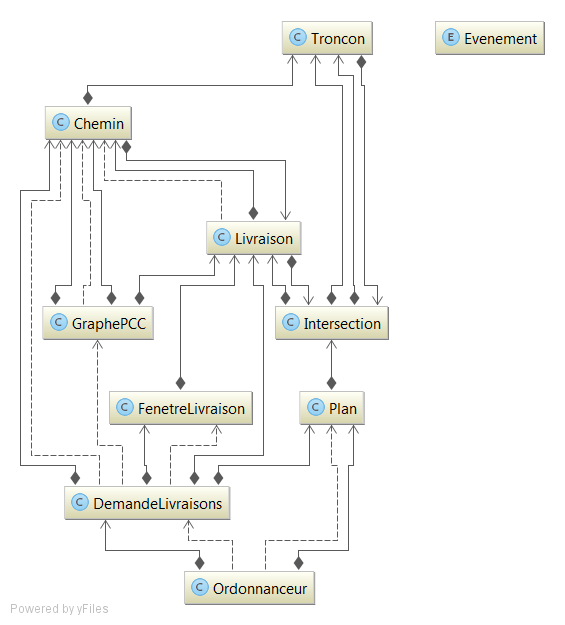 C Troncon
E Evenement
C Chemin
C Livraison
C GraphePCC
C Intersection
C FenetreLivraison
C Plan
C DemandeLivraisons
C Ordonnanceur
Powered by yFiles